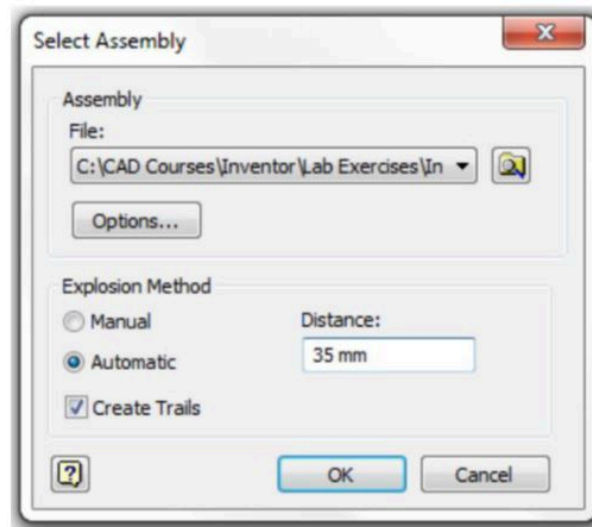 Select Assembly
Assembly
File:
C:\CAD Courses\Inventor\Lab Exercises\In
Options...
Explosion Method
Manual
Distance:
Automatic
35 mm
Create Trails
OK
Cancel